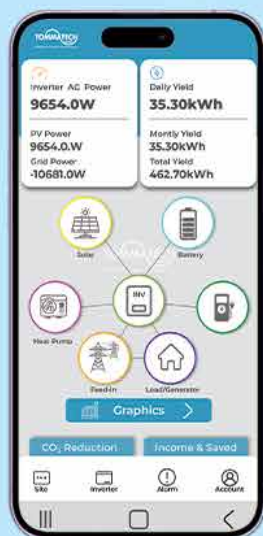 TOMMATECH
Inverter AC Power
9654.0W
PV Power
9654.0.W
Grid Power
-10681.0W
Daily Yield
35.30kWh
Montly Yield
35.30kWh
Total Yield
462.70kWh
Solar
Battery
INV
Heat Pump
Feed-in
Load/Generator
Graphics
CO₂ Reduction
Income & Saved
Site
Inverter
Alarm
Account